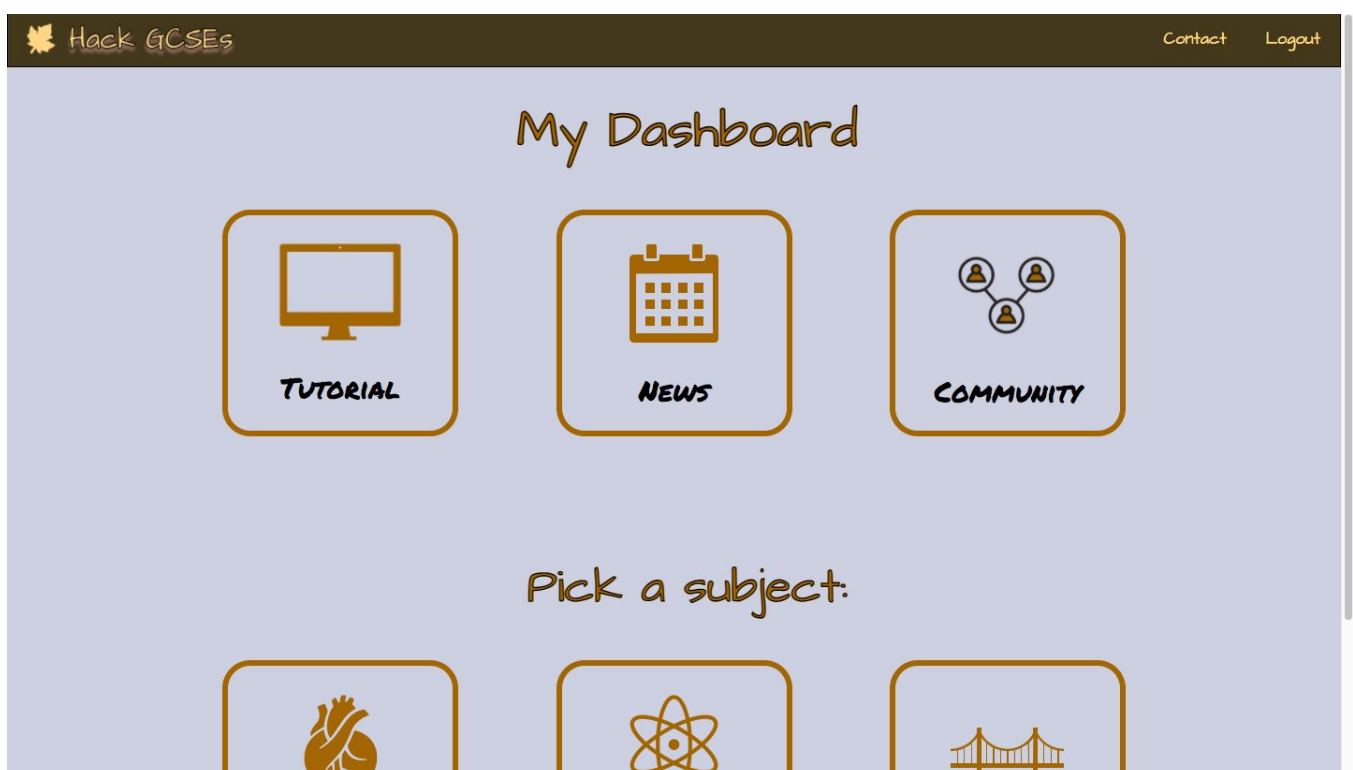 Hack GCSEs
Contact Logout
My Dashboard
TUTORIAL NEWS COMMUNITY
Pick a subject: